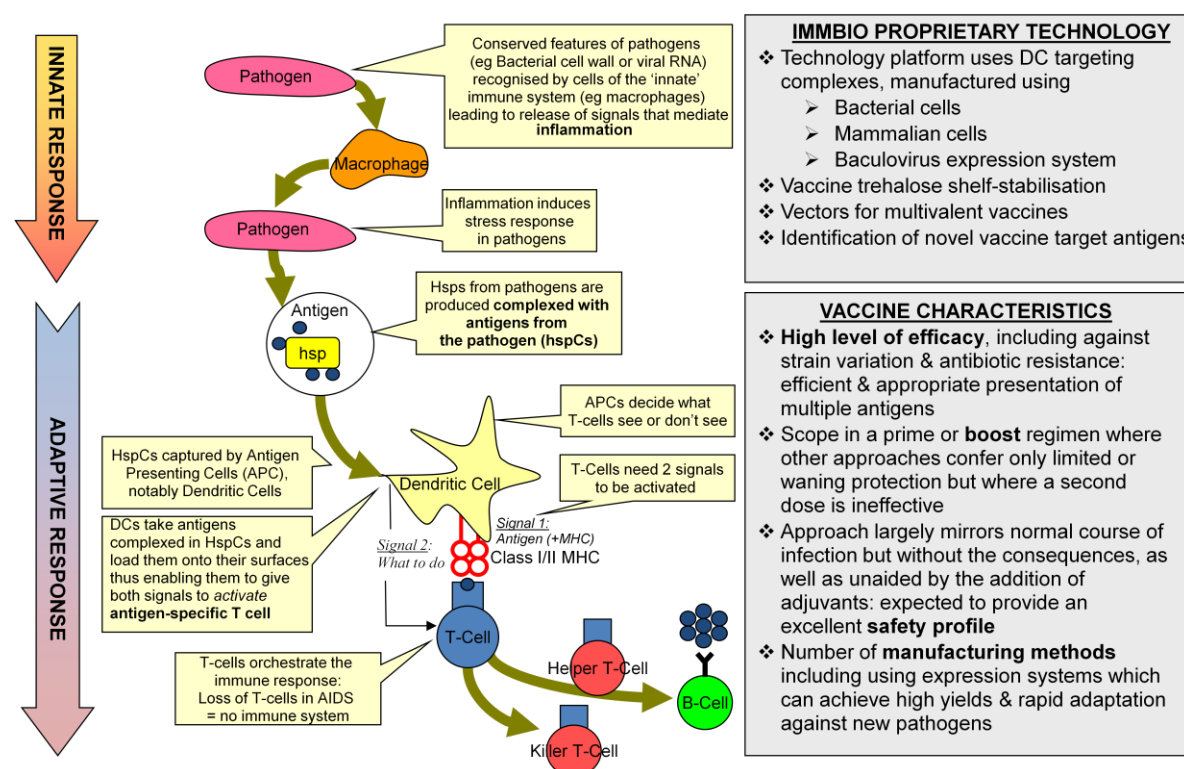 INNATE RESPONSE
ADAPTIVE RESPONSE
Pathogen
Conserved features of pathogens
(eg Bacterial cell wall or viral RNA)
recognised by cells of the ‘innate’
immune system (eg macrophages)
leading to release of signals that mediate
inflammation
Macrophage
Pathogen
Inflammation induces
stress response
in pathogens
Antigen
hsp
Hsps from pathogens are
produced complexed with
antigens from
the pathogen (hspCs)
APCs decide what
T-cells see or don’t see
HspCs captured by Antigen
Presenting Cells (APC),
notably Dendritic Cells
Dendritic Cell
T-Cells need 2 signals
to be activated
DCs take antigens
complexed in HspCs and
load them onto their surfaces
thus enabling them to give
both signals to activate
antigen-specific T cell
Signal 2:
What to do
Signal 1:
Antigen (+MHC)
Class I/II MHC
T-Cell
T-cells orchestrate the
immune response:
Loss of T-cells in AIDS
= no immune system
Helper T-Cell
B-Cell
Killer T-Cell
IMMBIO PROPRIETARY TECHNOLOGY
❖ Technology platform uses DC targeting
complexes, manufactured using
➢ Bacterial cells
➢ Mammalian cells
➢ Baculovirus expression system
❖ Vaccine trehalose shelf-stabilisation
❖ Vectors for multivalent vaccines
❖ Identification of novel vaccine target antigens
VACCINE CHARACTERISTICS
❖ High level of efficacy, including against
strain variation & antibiotic resistance:
efficient & appropriate presentation of
multiple antigens
❖ Scope in a prime or boost regimen where
other approaches confer only limited or
waning protection but where a second
dose is ineffective
❖ Approach largely mirrors normal course of
infection but without the consequences, as
well as unaided by the addition of
adjuvants: expected to provide an
excellent safety profile
❖ Number of manufacturing methods
including using expression systems which
can achieve high yields & rapid adaptation
against new pathogens